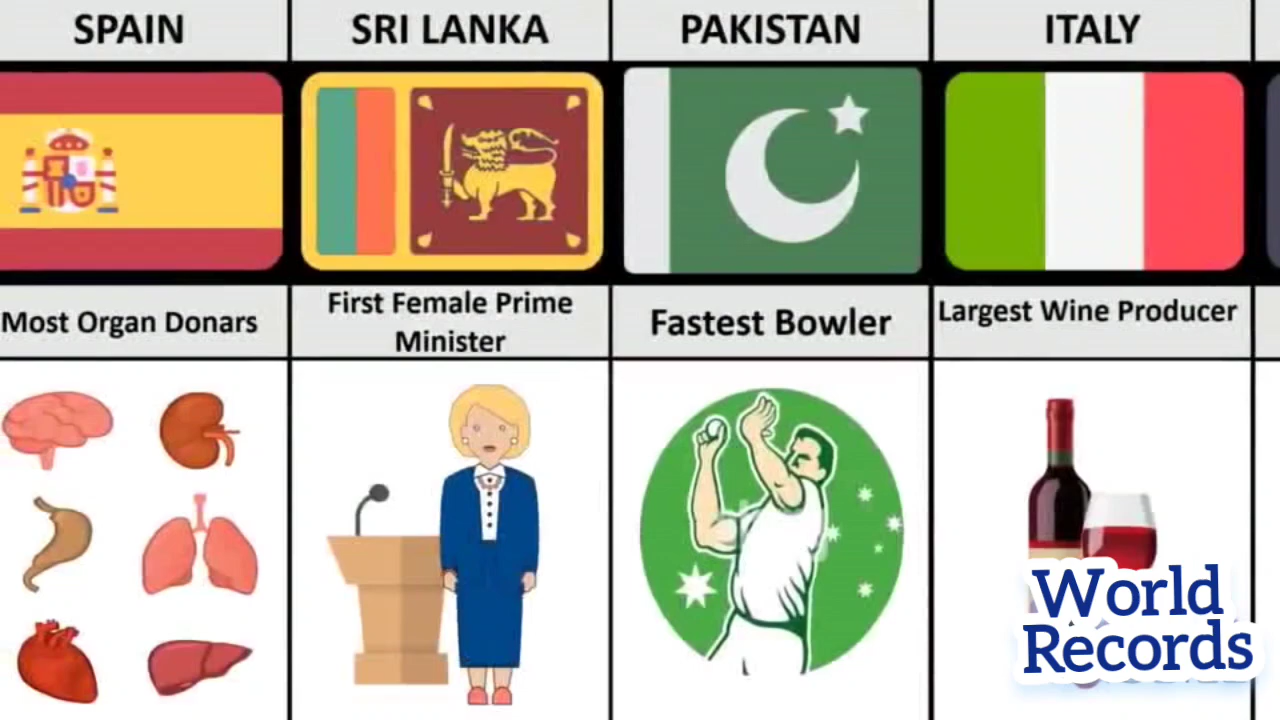 SPAIN
SRI LANKA
PAKISTAN
ITALY
Most Organ Donars
First Female Prime
Minister
Fastest Bowler
Largest Wine Producer
World
Records